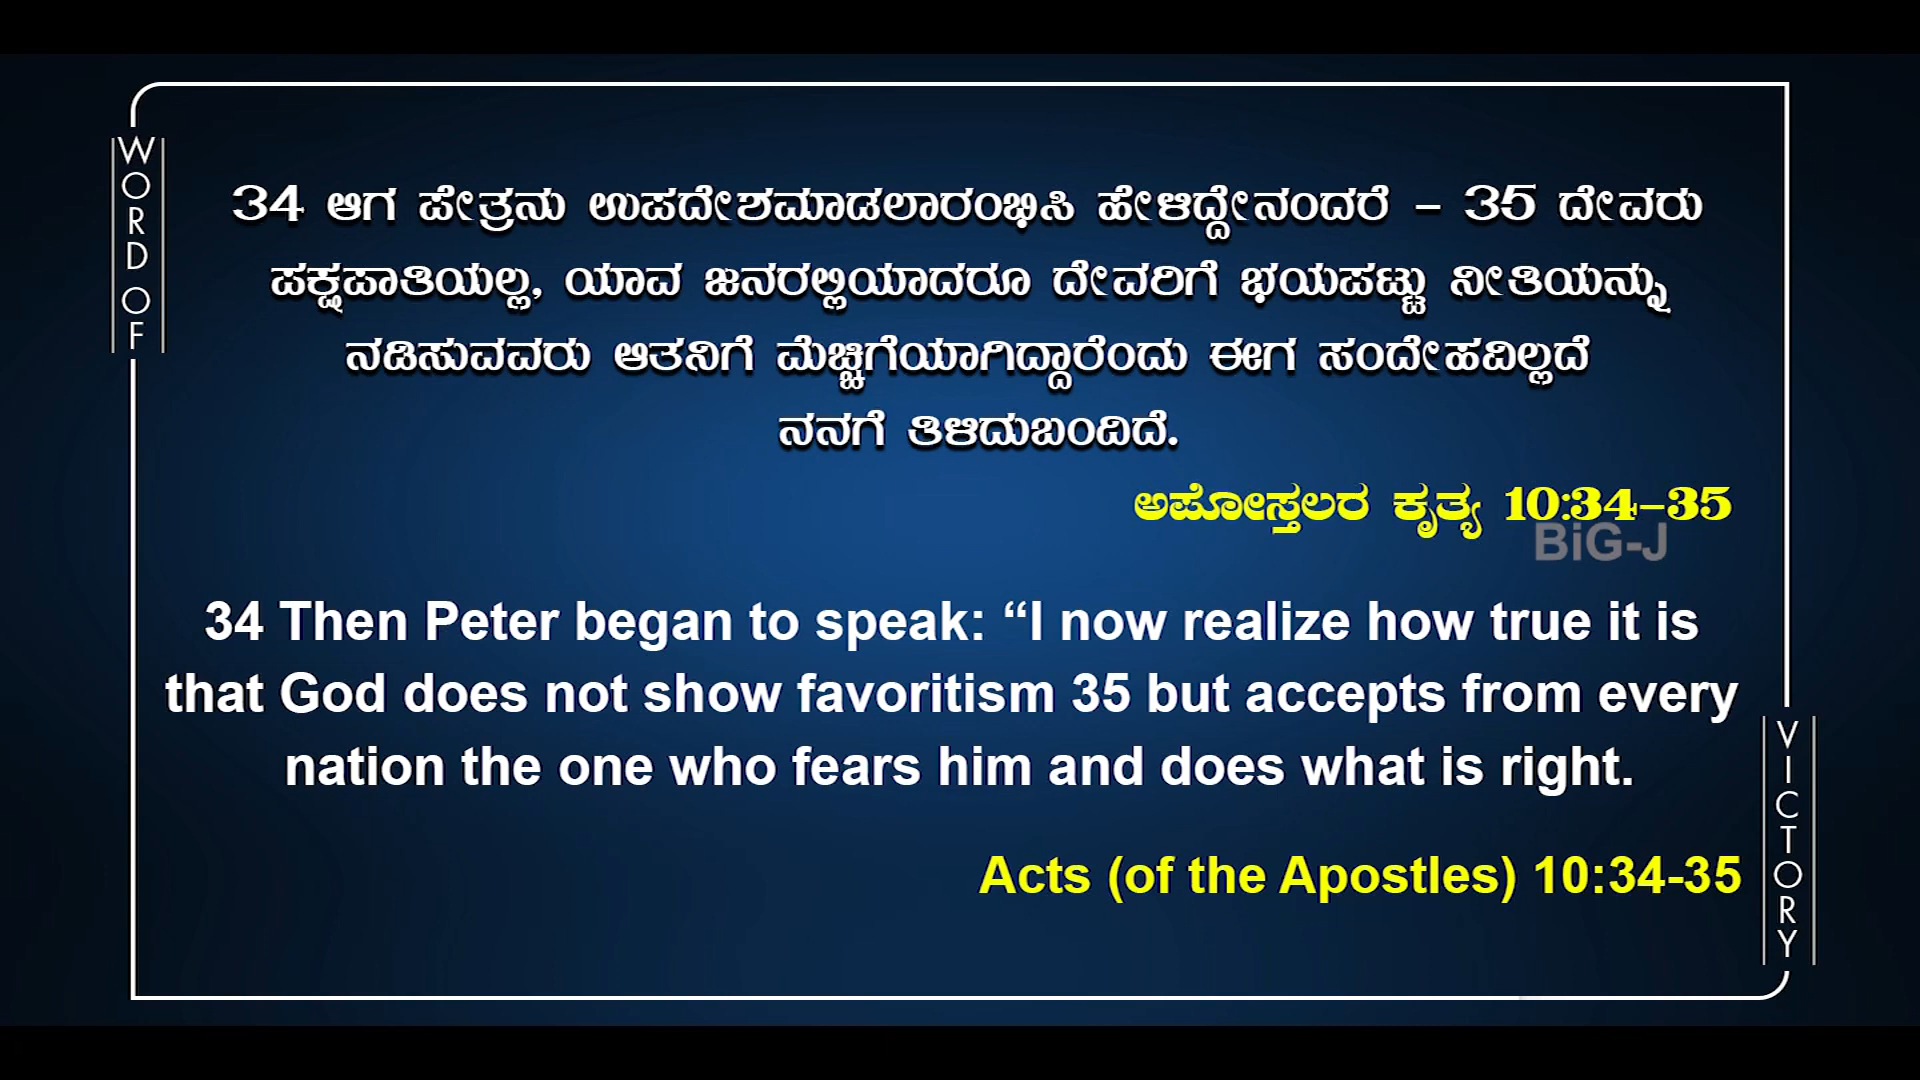 WORD OF
34 ಆಗ ಪೇತ್ರನು ಉಪದೇಶಮಾಡಲಾರಂಭಿಸಿ ಹೇಳಿದ್ದೇನಂದರೆ – 35 ದೇವರು
ಪಕ್ಷಪಾತಿಯಲ್ಲ, ಯಾವ ಜನರಲ್ಲಿಯಾದರೂ ದೇವರಿಗೆ ಭಯಪಟ್ಟು ನೀತಿಯನ್ನು
ನಡಿಸುವವರು ಆತನಿಗೆ ಮೆಚ್ಚಿಗೆಯಾಗಿದ್ದಾರೆಂದು ಈಗ ಸಂದೇಹವಿಲ್ಲದೆ
ನನಗೆ ತಿಳಿದುಬಂದಿದೆ.
ಅಪೋಸ್ತಲರ ಕೃತ್ಯ 10:34–35
BiG-J
34 Then Peter began to speak: “I now realize how true it is
that God does not show favoritism 35 but accepts from every
nation the one who fears him and does what is right.
Acts (of the Apostles) 10:34-35
VICTORY